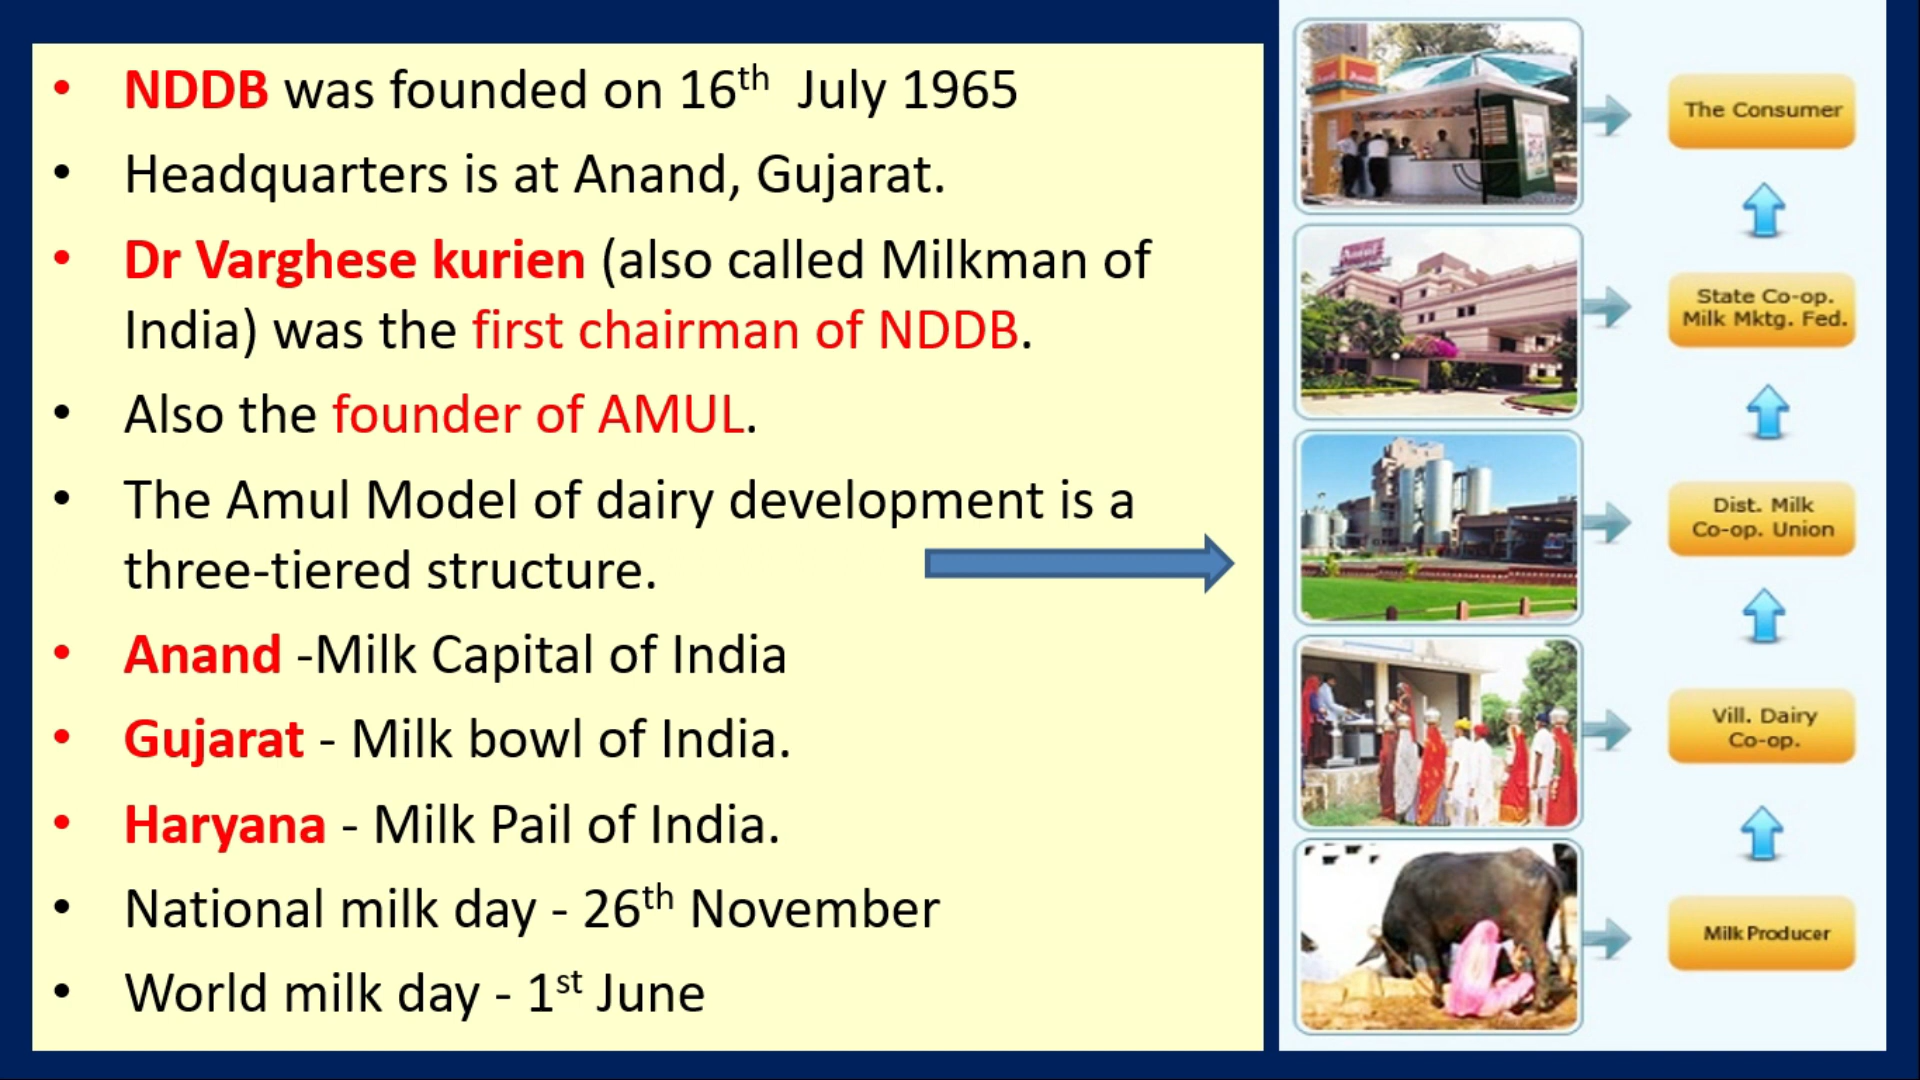 • NDDB was founded on 16th July 1965
• Headquarters is at Anand, Gujarat.
• Dr Varghese kurien (also called Milkman of
India) was the first chairman of NDDB.
• Also the founder of AMUL.
• The Amul Model of dairy development is a
three-tiered structure.
• Anand -Milk Capital of India
• Gujarat - Milk bowl of India.
• Haryana - Milk Pail of India.
• National milk day - 26th November
• World milk day - 1st June
The Consumer
State Co-op.
Milk Mktg. Fed.
Dist. Milk
Co-op. Union
Vill. Dairy
Co-op.
Milk Producer